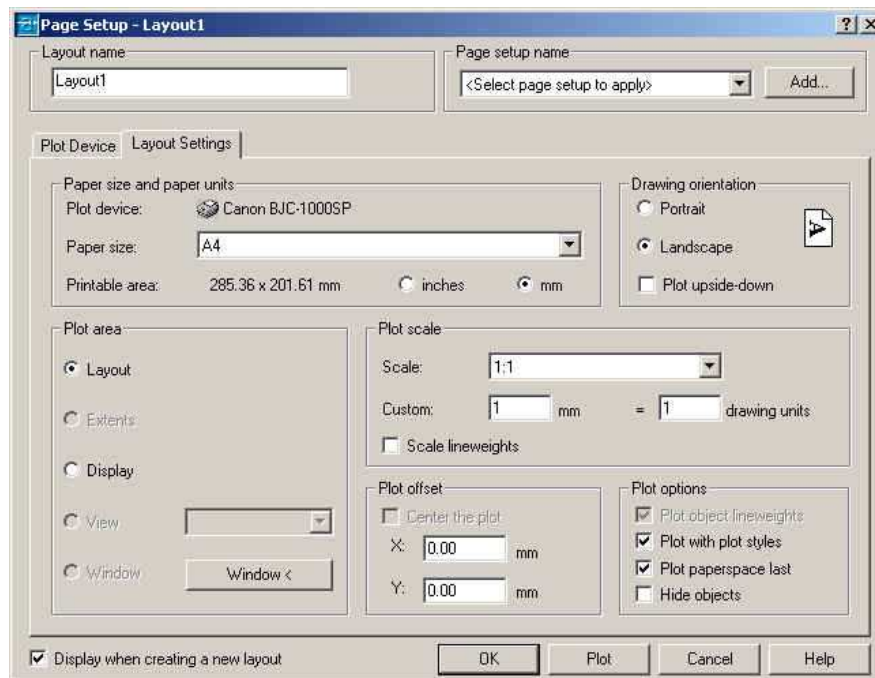 Page Setup - Layout1
Layout name
Layout1
Page setup name
<Select page setup to apply>
Add...
Plot Device
Layout Settings
Paper size and paper units
Plot device: Canon BJC-1000SP
Paper size: A4
Printable area: 285.36 x 201.61 mm inches mm
Drawing orientation
Portrait
Landscape
Plot upside-down
A
Plot area
Layout
Extents
Display
View
Window
Window <
Plot scale
Scale: 1:1
Custom: 1 mm = 1 drawing units
Scale lineweights
Plot offset
Center the plot
X: 0.00 mm
Y: 0.00 mm
Plot options
Plot object lineweights
Plot with plot styles
Plot paperspace last
Hide objects
Display when creating a new layout
OK
Plot
Cancel
Help